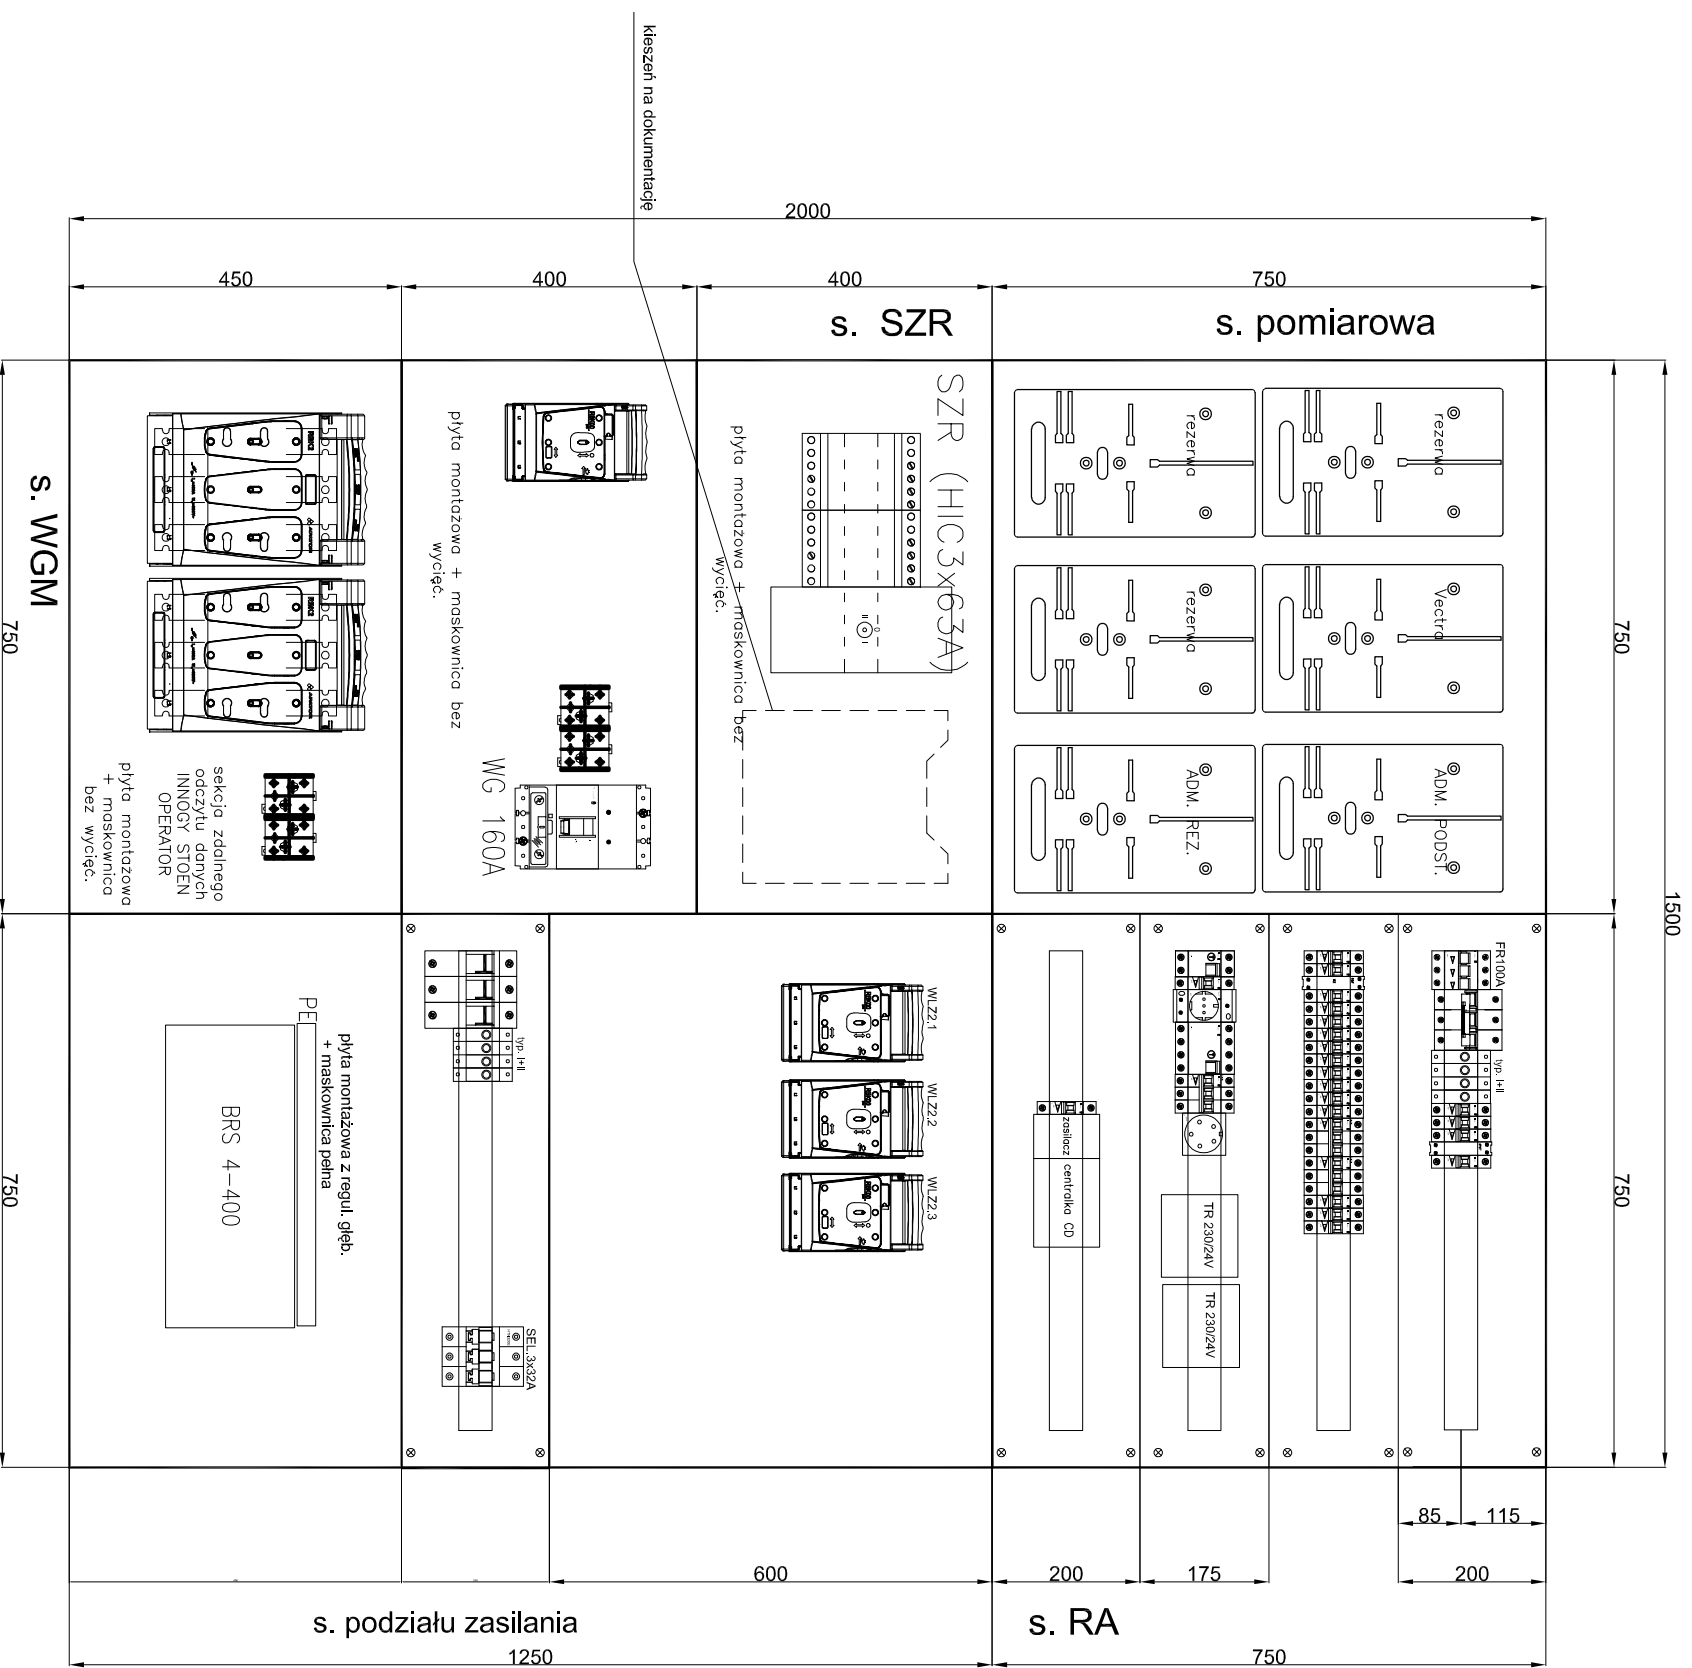 kieszeń na dokumentację
2000
450
400
400
750
s. SZR
s. pomiarowa
s. WGM
750
750
1500
750
750
SZR (HIC3x63A)
płyta montażowa + maskownica bez
wycięć.
płyta montażowa + maskownica bez
wycięć.
WG 160A
sekcja zdalnego
odczytu danych
INNOGY STOEN
OPERATOR
płyta montażowa
+ maskownica
bez wycięć.
rezerwa
rezerwa
rezerwa
Vectra
ADM. REZ.
ADM. PODST.
FR100A
typ. I+II
typ. I+II
WLZ2.1
WLZ2.2
WLZ2.3
zasilacz centralka CD
TR 230/24V
TR 230/24V
SEL.3x32A
PE
płyta montażowa z regul. głęb.
+ maskownica pełna
BRS 4-400
85
115
600
200
175
200
s. podziału zasilania
s. RA
1250
750